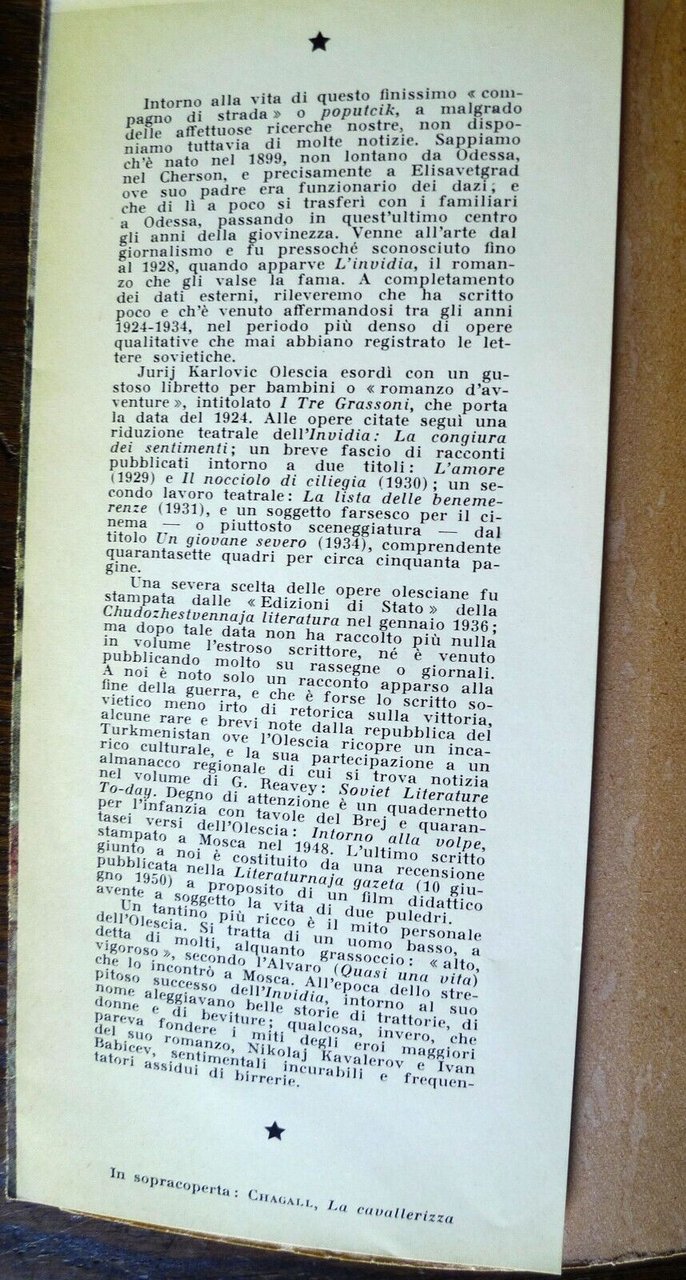 ★
Intorno alla vita di questo finissimo « com-
pagno di strada » o poputcik, a malgrado
delle affettuose ricerche nostre, non dispo-
niamo tuttavia di molte notizie. Sappiamo
ch'è nato nel 1899, non lontano da Odessa,
nel Cherson, e precisamente a Elisavetgrad
ove suo padre era funzionario dei dazi; e
che di lì a poco si trasferì con i familiari
a Odessa, passando in quest'ultimo centro
gli anni della giovinezza. Venne all'arte dal
giornalismo e fu pressoché sconosciuto fino
al 1928, quando apparve L'invidia, il roman-
zo che gli valse la fama. A completamento
dei dati esterni, rileveremo che ha scritto
poco e ch'è venuto affermandosi tra gli anni
1924-1934, nel periodo più denso di opere
qualitative che mai abbiano registrato le let-
tere sovietiche.
Jurij Karlovic Olescia esordì con un gu-
stoso libretto per bambini o « romanzo d'av-
venture », intitolato I Tre Grassoni, che porta
la data del 1924. Alle opere citate seguì una
riduzione teatrale dell'Invidia: La congiura
dei sentimenti; un breve fascio di racconti
pubblicati intorno a due titoli: L'amore
(1929) e Il nocciolo di ciliegia (1930); un se-
condo lavoro teatrale: La lista delle beneme-
renze (1931), e un soggetto farsesco per il ci-
nema — o piuttosto sceneggiatura — dal
titolo Un giovane severo (1934), comprendente
quarantasette quadri per circa cinquanta pa-
gine.
Una severa scelta delle opere olesciane fu
stampata dalle « Edizioni di Stato » della
Chudozhestvennaja literatura nel gennaio 1936;
ma dopo tale data non ha raccolto più nulla
in volume l'estroso scrittore, né è venuto
pubblicando molto su rassegne o giornali.
A noi è noto solo un racconto apparso alla
fine della guerra, e che è forse lo scritto so-
vietico meno irto di retorica sulla vittoria,
alcune rare e brevi note dalla repubblica del
Turkmenistan ove l'Olescia ricopre un inca-
rico culturale, e la sua partecipazione a un
almanacco regionale di cui si trova notizia
nel volume di G. Reavey: Soviet Literature
To-day. Degno di attenzione è un quadernetto
per l'infanzia con tavole del Brej e quaran-
tasei versi dell'Olescia: Intorno alla volpe,
stampato a Mosca nel 1948. L'ultimo scritto
giunto a noi è costituito da una recensione
pubblicata nella Literaturnaja gazeta (10 giu-
gno 1950) a proposito di un film didattico
avente a soggetto la vita di due puledri.
Un tantino più ricco è il mito personale
dell'Olescia. Si tratta di un uomo basso, a
detta di molti, alquanto grassoccio: « alto,
vigoroso », secondo l'Alvaro (Quasi una vita)
che lo incontrò a Mosca. All'epoca dello stre-
pitoso successo dell'Invidia, intorno al suo
nome aleggiavano belle storie di trattorie, di
donne e di beviture; qualcosa, invero, che
pareva fondere i miti degli eroi maggiori
del suo romanzo, Nikolaj Kavalerov e Ivan
Babicev, sentimentali incurabili e frequen-
tatori assidui di birrerie.
★
In sopracoperta: CHAGALL, La cavallerizza